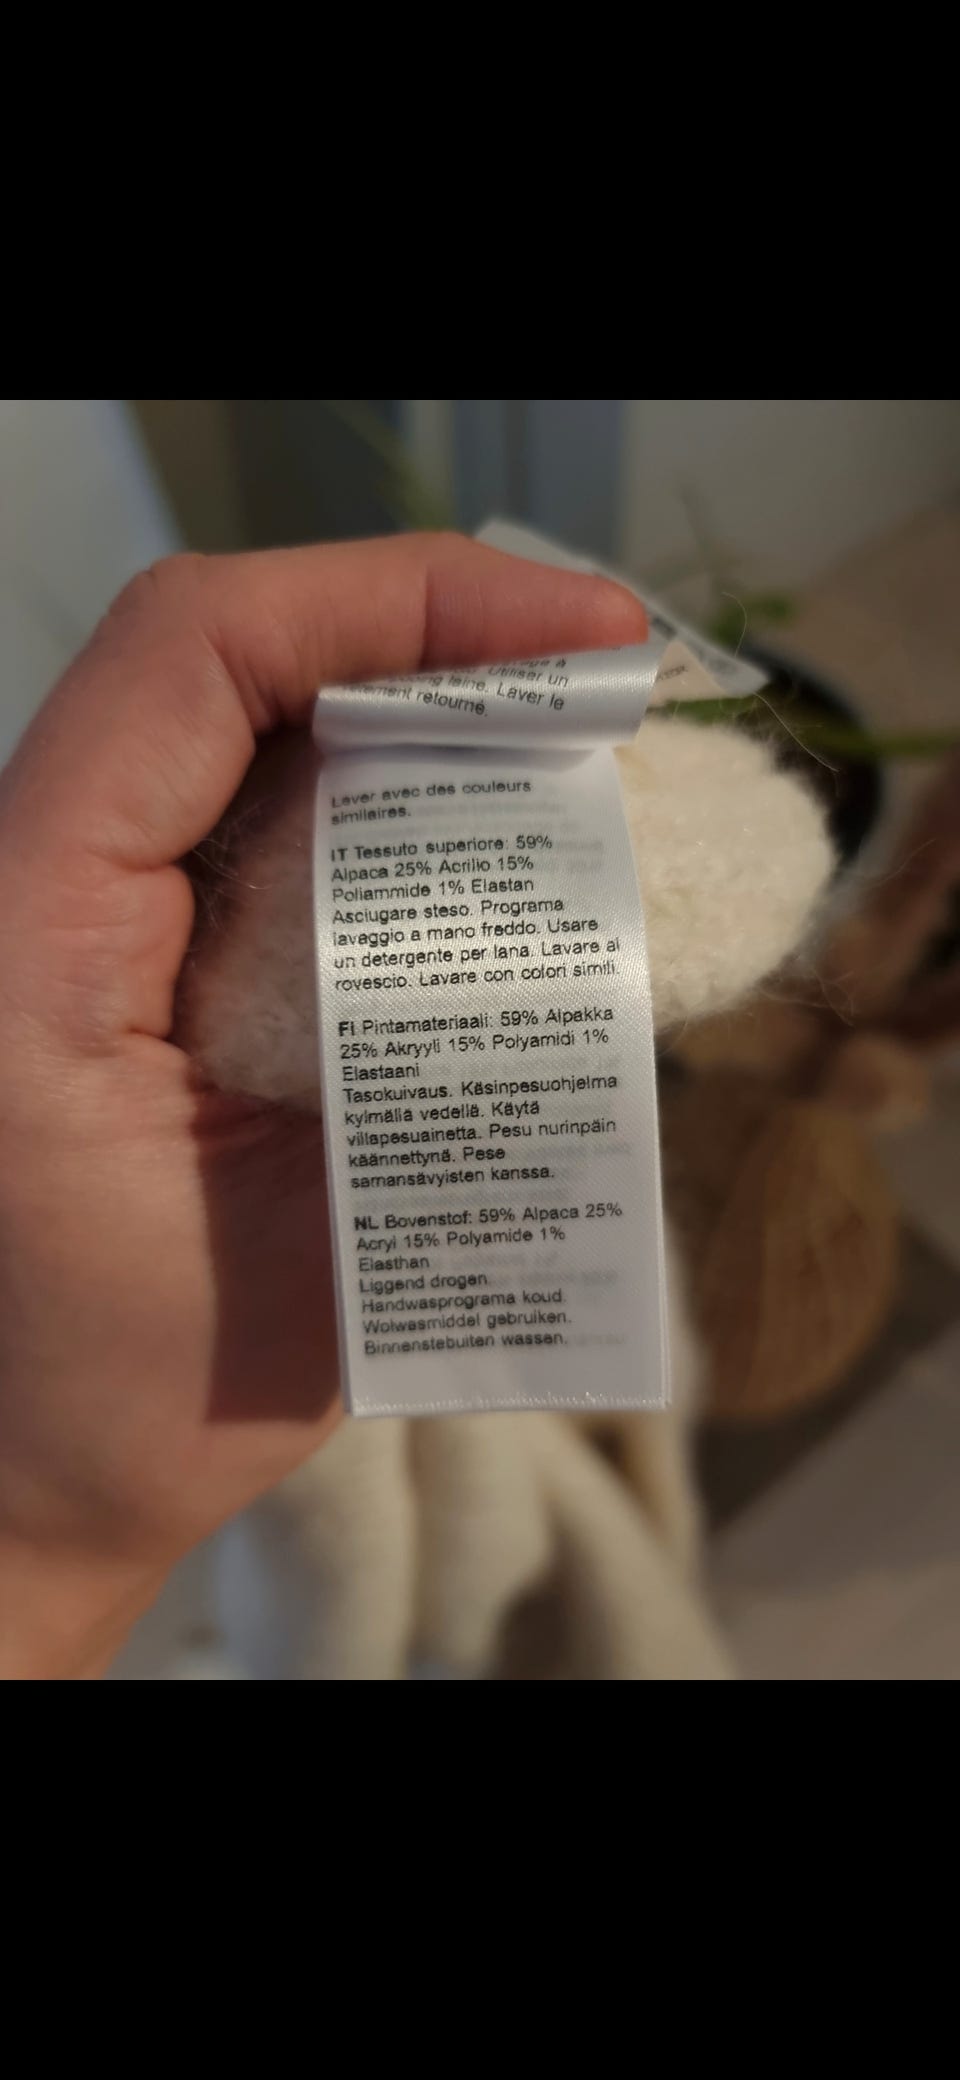 Utiliser un
laine. Laver le
retourné.
Laver avec des couleurs
similaires.
IT Tessuto superiore: 59%
Alpaca 25% Acrilio 15%
Poliammide 1% Elastan
Asciugare steso. Programa
lavaggio a mano freddo. Usare
un detergente per lana. Lavare al
rovescio. Lavare con colori simili.
FI Pintamateriaali: 59% Alpakka
25% Akryyli 15% Polyamidi 1%
Elastaani
Tasokuivaus. Käsinpesuohjelma
kylmällä vedellä. Käytä
villapesuainetta. Pesu nurinpäin
käännettynä. Pese
samansävyisten kanssa.
NL Bovenstof: 59% Alpaca 25%
Acryl 15% Polyamide 1%
Elasthan
Liggend drogen.
Handwasprograma koud.
Wolwasmiddel gebruiken.
Binnenstebuiten wassen.